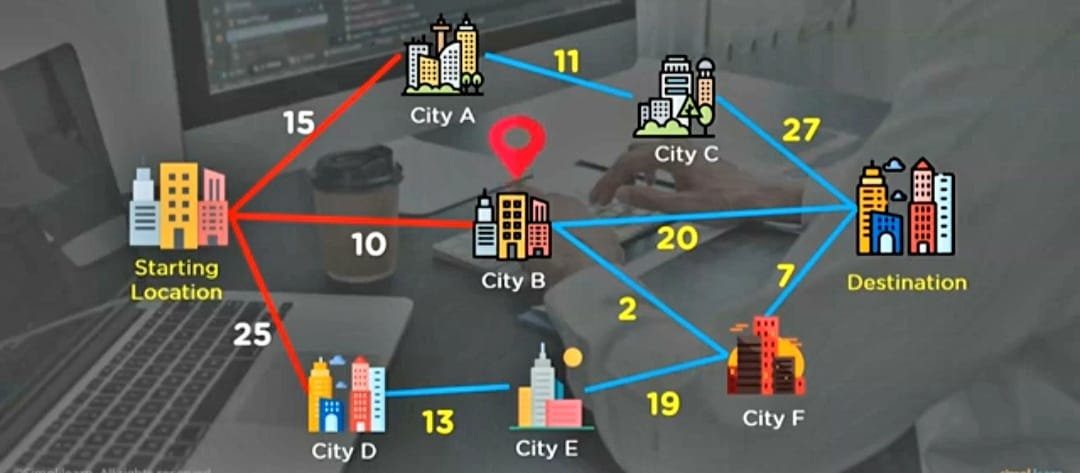 City A
11
City C
15
27
Starting
Location
10
City B
20
Destination
7
2
25
City D
13
City E
19
City F